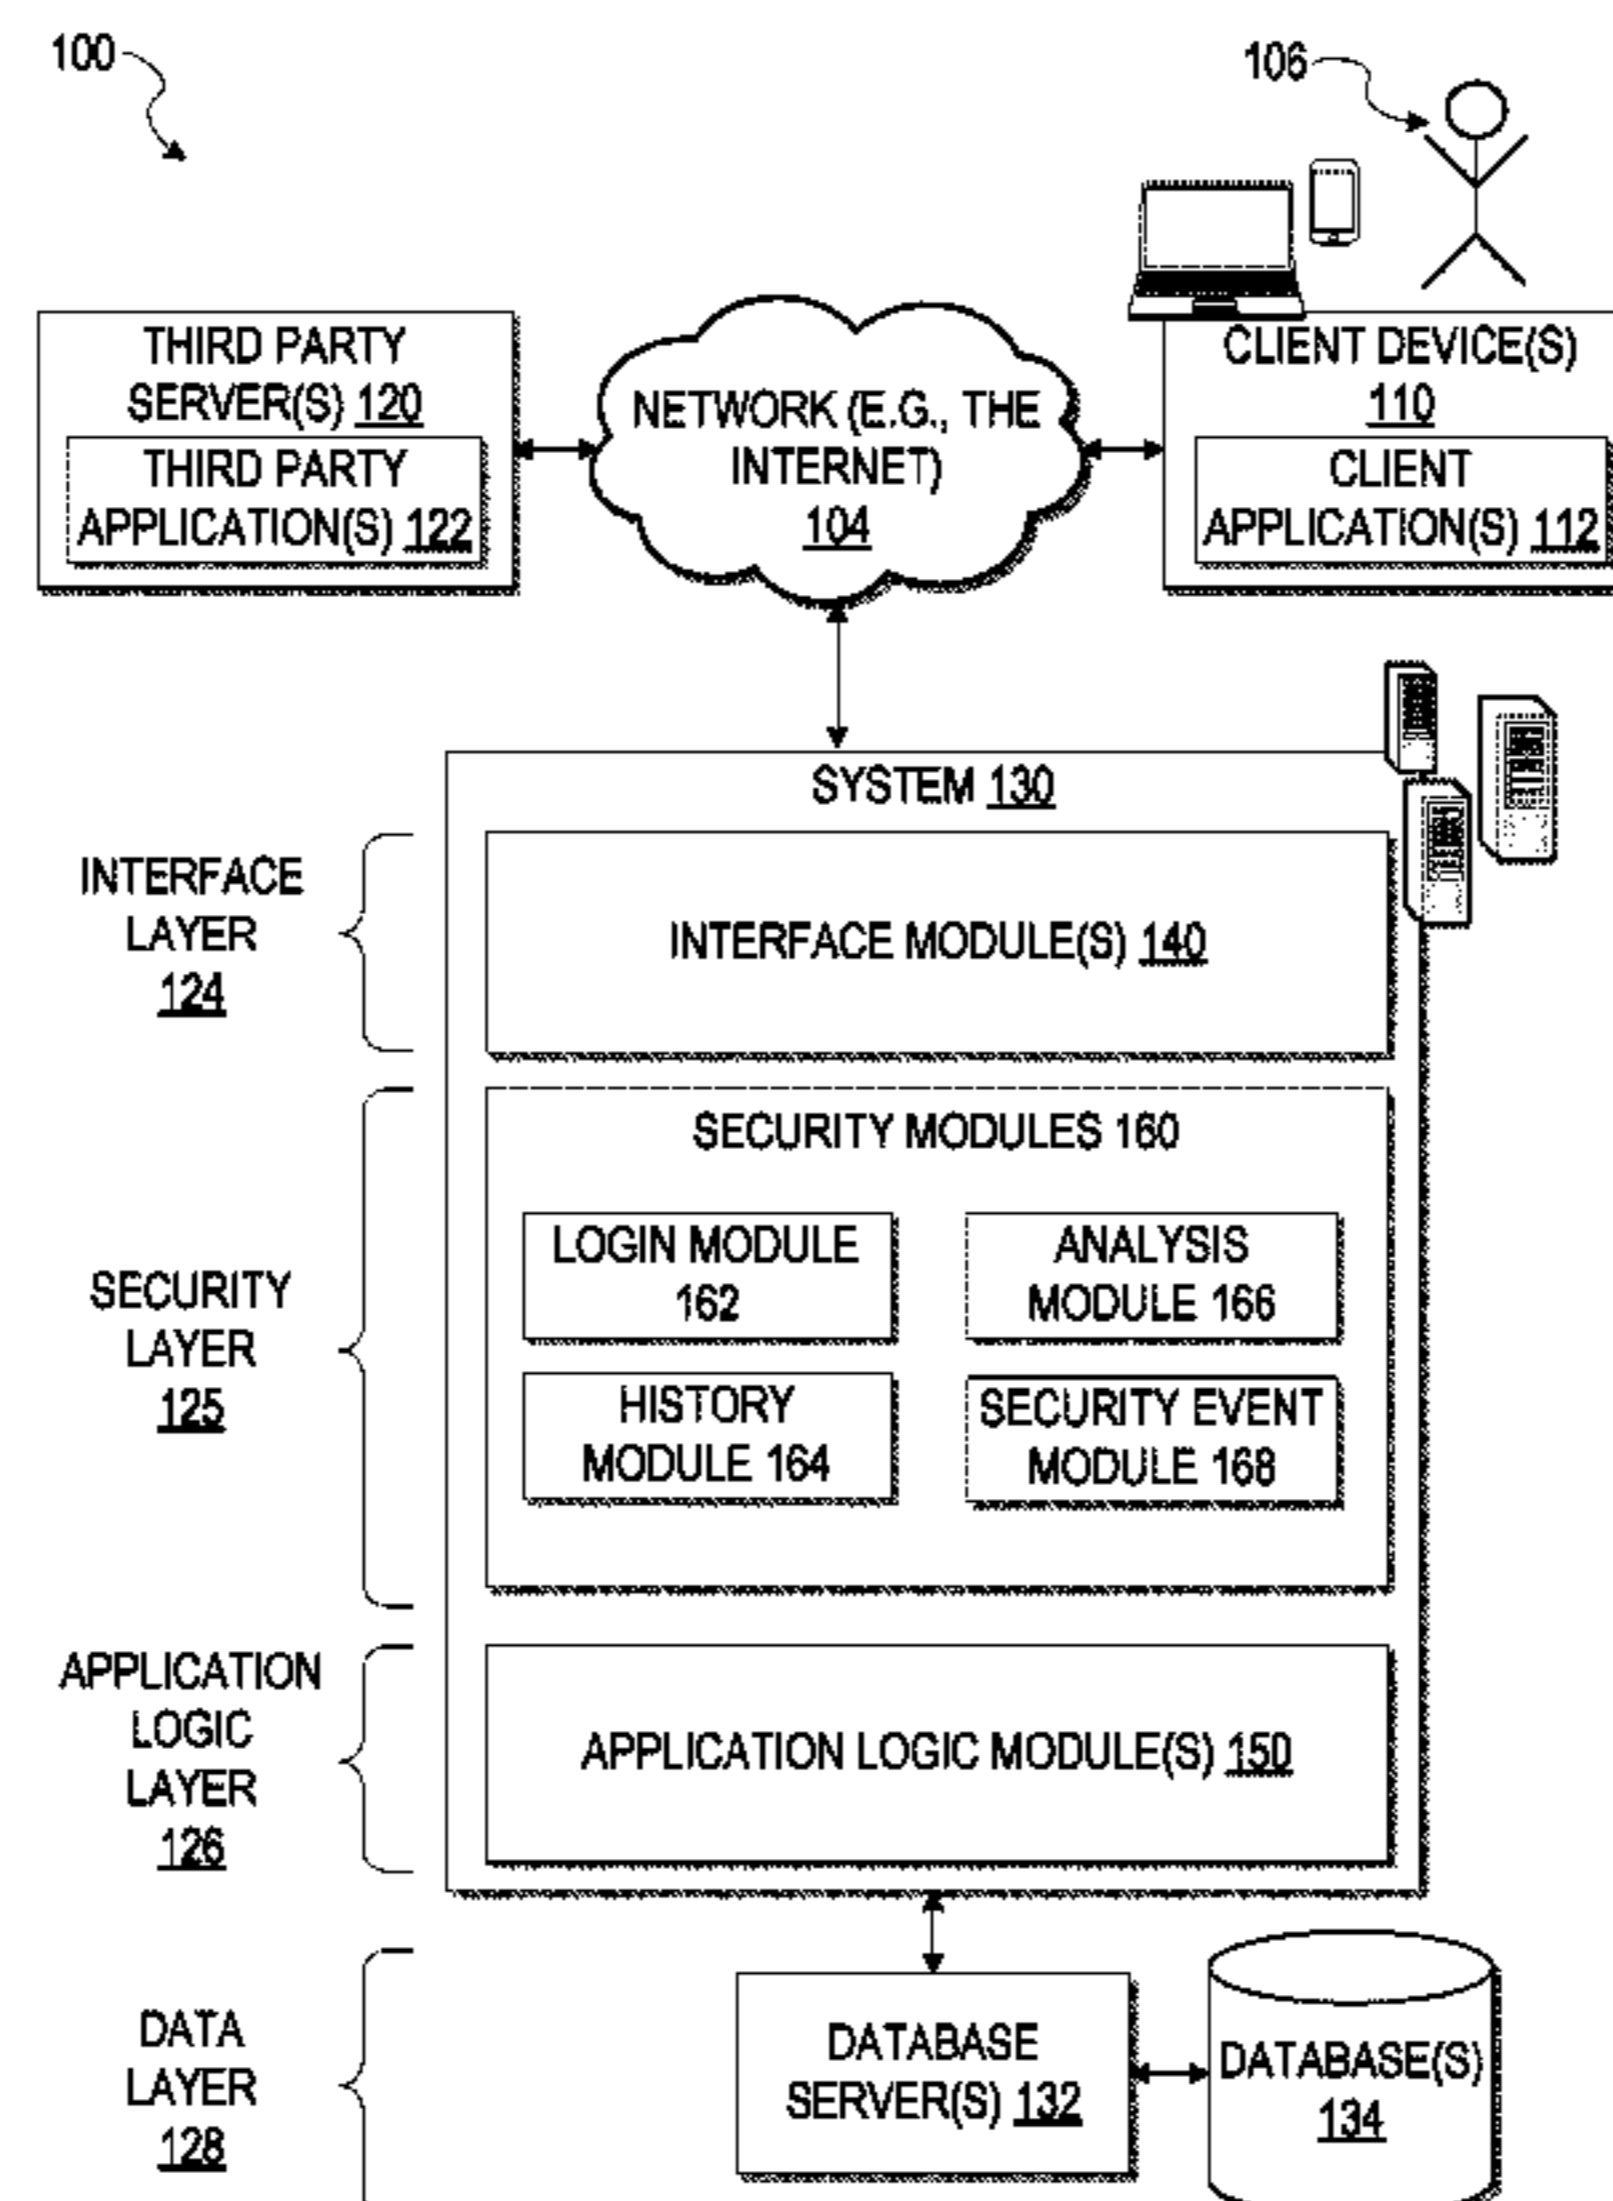 100
106
THIRD PARTY
SERVER(S) 120
THIRD PARTY
APPLICATION(S) 122
NETWORK (E.G., THE
INTERNET)
104
CLIENT DEVICE(S)
110
CLIENT
APPLICATION(S) 112
SYSTEM 130
INTERFACE
LAYER
124
INTERFACE MODULE(S) 140
SECURITY
LAYER
125
SECURITY MODULES 160
LOGIN MODULE
162
ANALYSIS
MODULE 166
HISTORY
MODULE 164
SECURITY EVENT
MODULE 168
APPLICATION
LOGIC
LAYER
126
APPLICATION LOGIC MODULE(S) 150
DATA
LAYER
128
DATABASE
SERVER(S) 132
DATABASE(S)
134